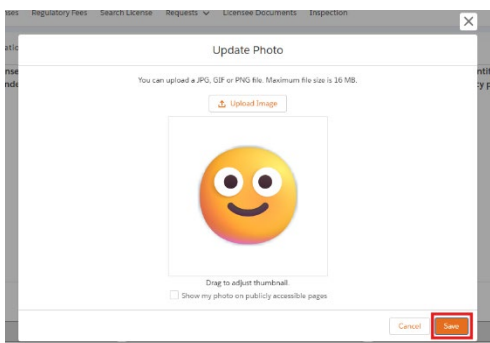 nses Regulatory Fees Search License Requests Licensee Documents Inspection
Update Photo
You can upload a JPG, GIF or PNG file. Maximum file size is 16 MB.
Upload Image
Drag to adjust thumbnail.
Show my photo on publicly accessible pages
Cancel Save